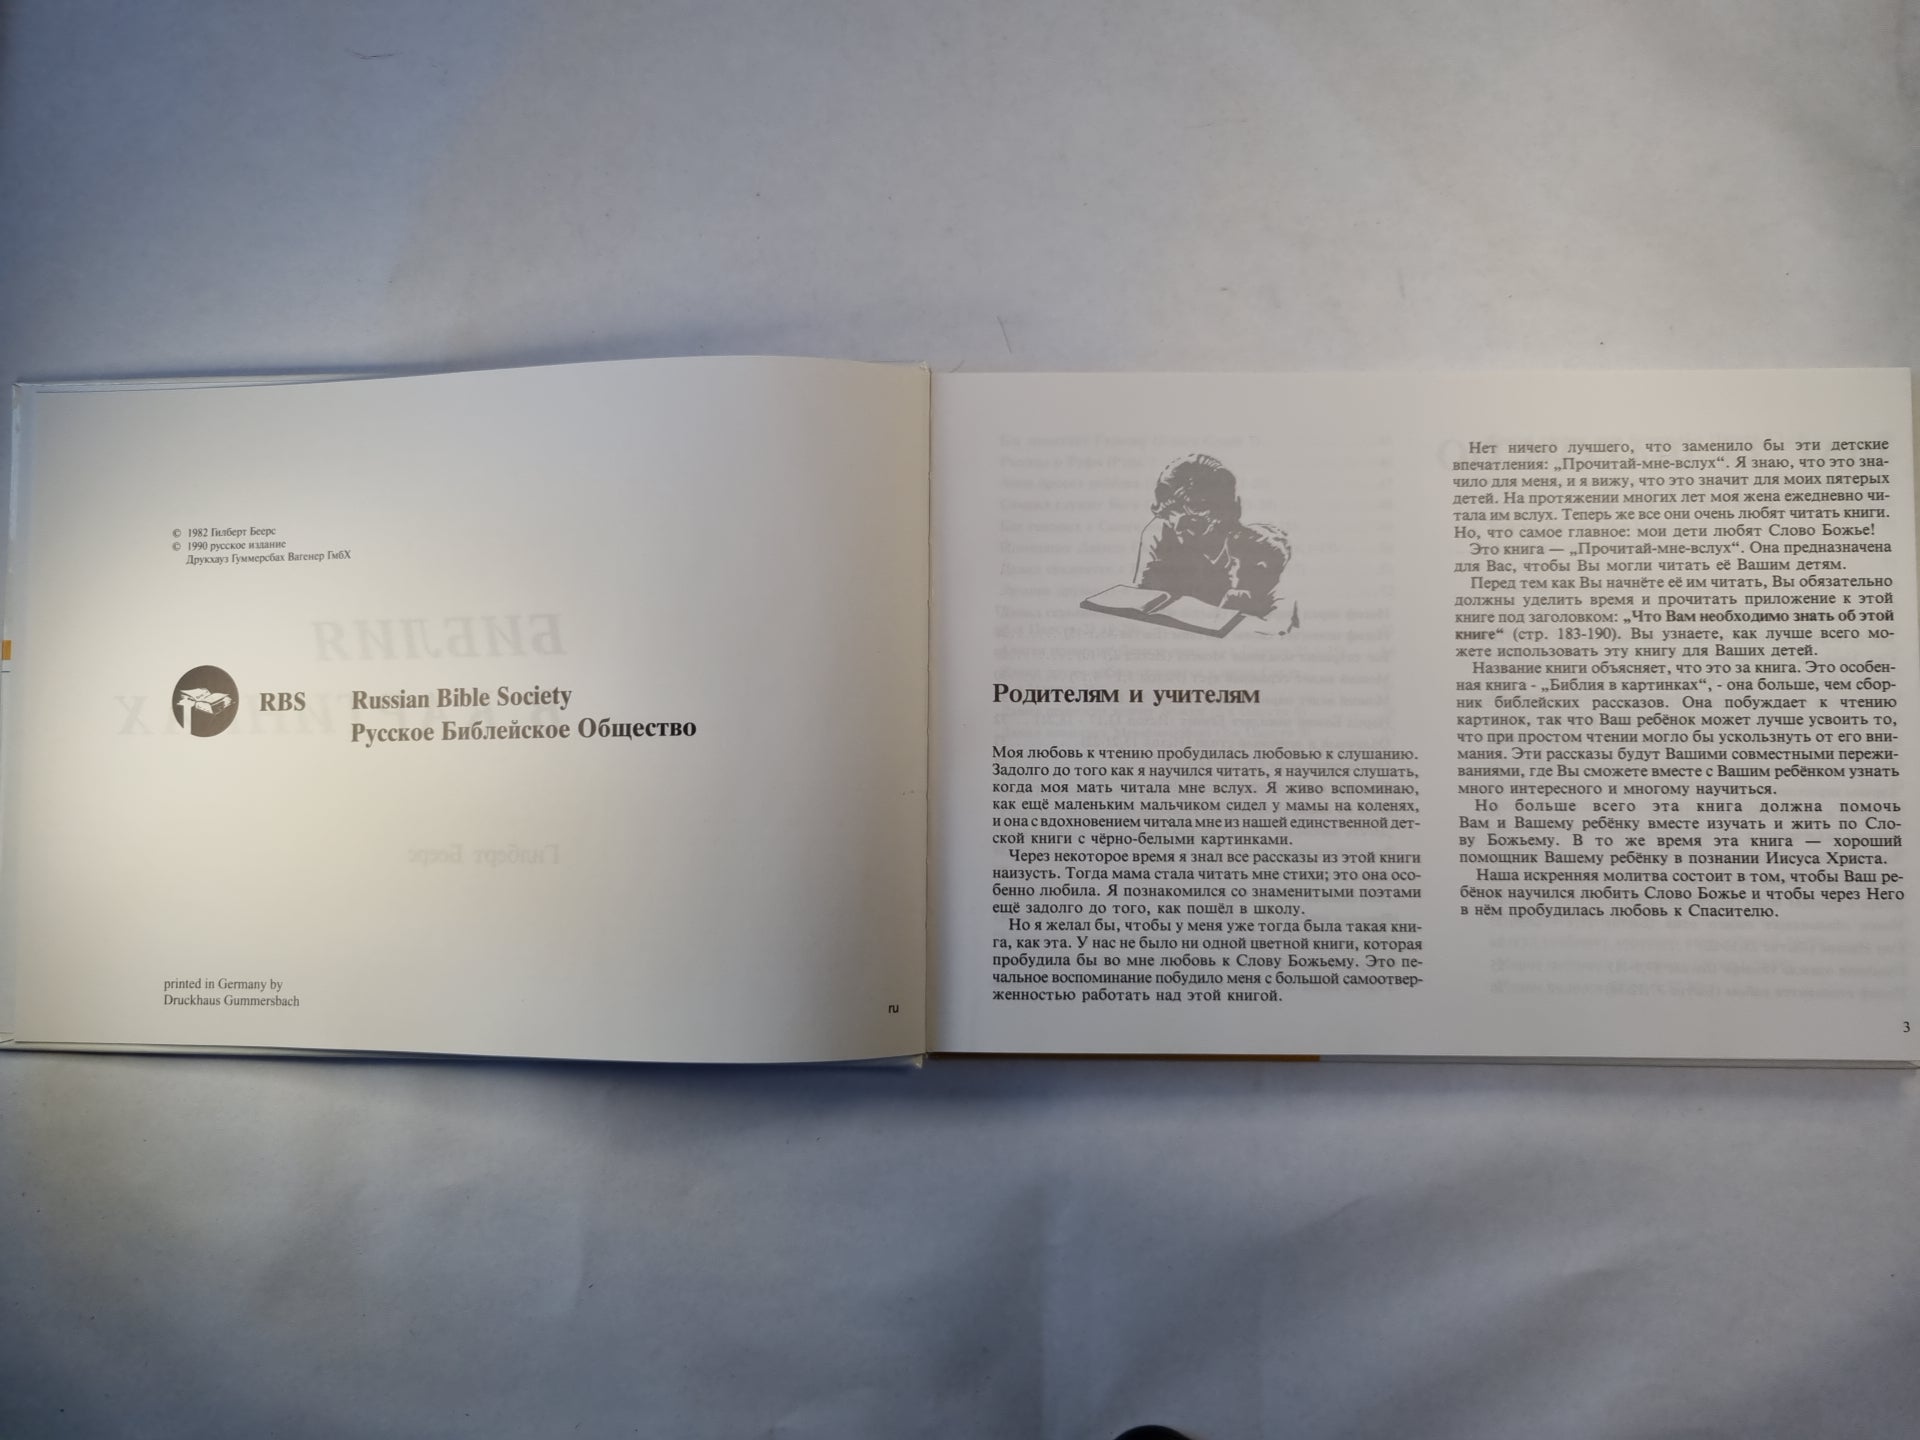 © 1982 Гилберт Беерс
© 1990 русское издание
Друкхауз Гуммерсбах Вагенер ГмбХ
RBS Russian Bible Society
Русское Библейское Общество
printed in Germany by
Druckhaus Gummersbach
ru
Родителям и учителям
Моя любовь к чтению пробудилась любовью к слушанию.
Задолго до того как я научился читать, я научился слушать,
когда моя мать читала мне вслух. Я живо вспоминаю,
как ещё маленьким мальчиком сидел у мамы на коленях,
и она с вдохновением читала мне из нашей единственной дет-
ской книги с чёрно-белыми картинками.
Через некоторое время я знал все рассказы из этой книги
наизусть. Тогда мама стала читать мне стихи; это она осо-
бенно любила. Я познакомился со знаменитыми поэтами
ещё задолго до того, как пошёл в школу.
Но я желал бы, чтобы у меня уже тогда была такая кни-
га, как эта. У нас не было ни одной цветной книги, которая
пробудила бы во мне любовь к Слову Божьему. Это пе-
чальное воспоминание побудило меня с большой самоотвер-
женностью работать над этой книгой.
Нет ничего лучшего, что заменило бы эти детские
впечатления: „Прочитай-мне-вслух“. Я знаю, что это зна-
чило для меня, и я вижу, что это значит для моих пятерых
детей. На протяжении многих лет моя жена ежедневно чи-
тала им вслух. Теперь же все они очень любят читать книги.
Но, что самое главное: мои дети любят Слово Божье!
Это книга — „Прочитай-мне-вслух“. Она предназначена
для Вас, чтобы Вы могли читать её Вашим детям.
Перед тем как Вы начнёте её им читать, Вы обязательно
должны уделить время и прочитать приложение к этой
книге под заголовком: „Что Вам необходимо знать об этой
книге“ (стр. 183-190). Вы узнаете, как лучше всего мо-
жете использовать эту книгу для Ваших детей.
Название книги объясняет, что это за книга. Это особен-
ная книга - „Библия в картинках“, - она больше, чем сбор-
ник библейских рассказов. Она побуждает к чтению
картинок, так что Ваш ребёнок может лучше усвоить то,
что при простом чтении могло бы ускользнуть от его вни-
мания. Эти рассказы будут Вашими совместными пережи-
ваниями, где Вы сможете вместе с Вашим ребёнком узнать
много интересного и многому научиться.
Но больше всего эта книга должна помочь
Вам и Вашему ребёнку вместе изучать и жить по Сло-
ву Божьему. В то же время эта книга — хороший
помощник Вашему ребёнку в познании Иисуса Христа.
Наша искренняя молитва состоит в том, чтобы Ваш ре-
бёнок научился любить Слово Божье и чтобы через Него
в нём пробудилась любовь к Спасителю.
3